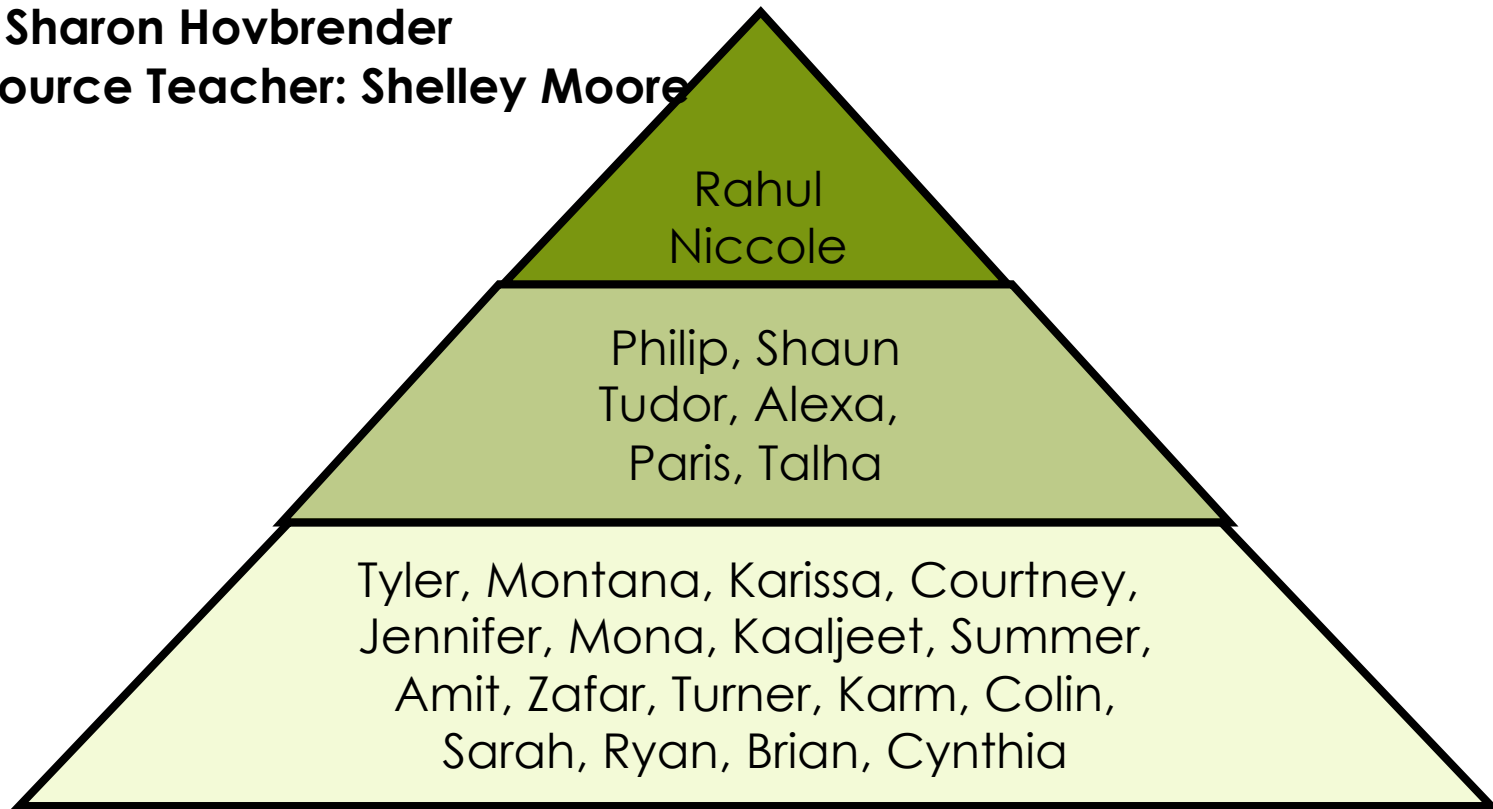 Sharon Hovbrender
ource Teacher: Shelley Moore
Rahul
Niccole
Philip, Shaun
Tudor, Alexa,
Paris, Talha
Tyler, Montana, Karissa, Courtney,
Jennifer, Mona, Kaaljeet, Summer,
Amit, Zafar, Turner, Karm, Colin,
Sarah, Ryan, Brian, Cynthia